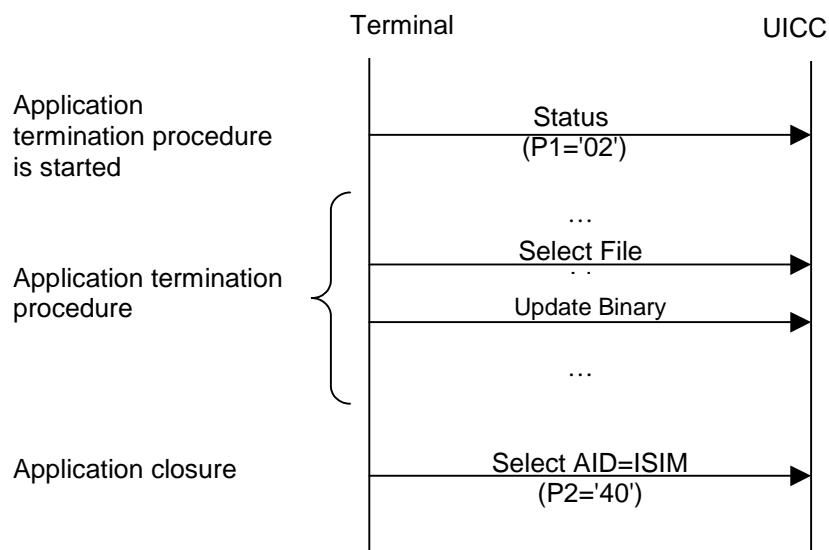 Terminal
UICC
Application
termination procedure
is started
Status
(P1='02')
…
Select File
. .
Application termination
procedure
Update Binary
…
Application closure
Select AID=ISIM
(P2='40')